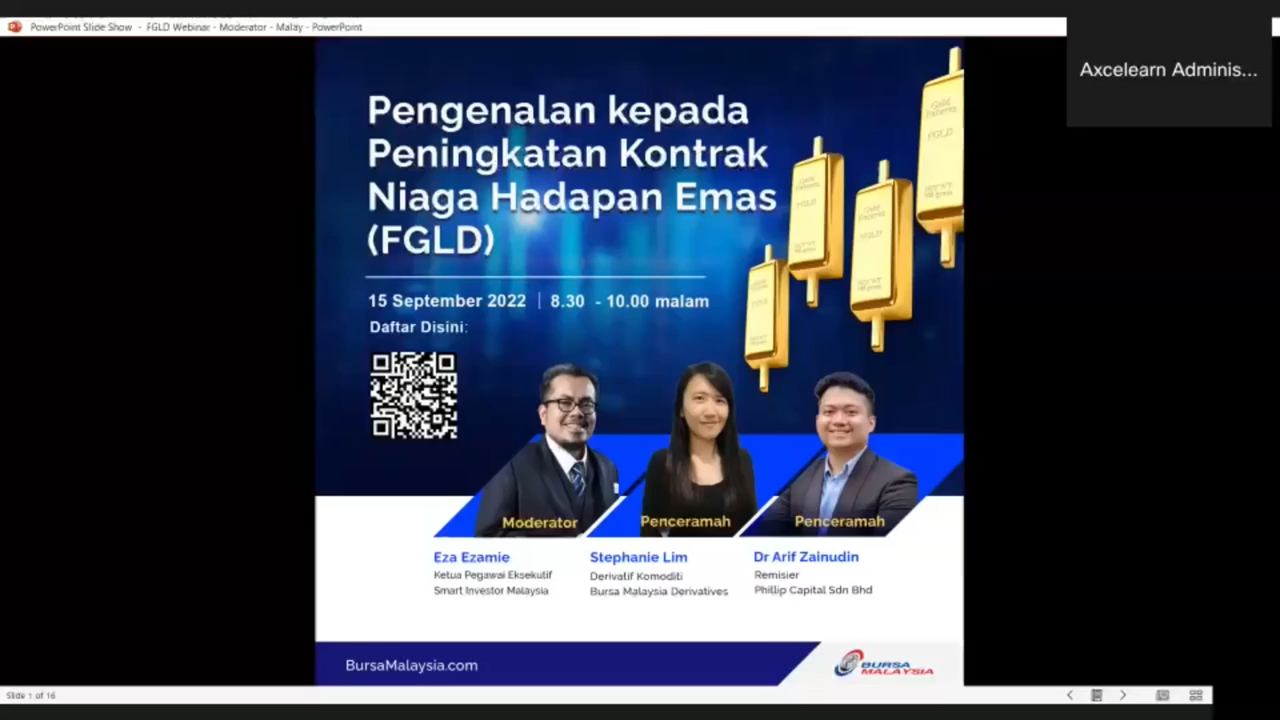 PowerPoint Slide Show - FGLD Webinar - Moderator - Malay - PowerPoint
Axcelearn Adminis...
Pengenalan kepada
Peningkatan Kontrak
Niaga Hadapan Emas
(FGLD)
15 September 2022 | 8.30 - 10.00 malam
Daftar Disini:
Gold
Futures
FGLD
Moderator
Penceramah
Penceramah
Eza Ezamie
Ketua Pegawai Eksekutif
Smart Investor Malaysia
Stephanie Lim
Derivatif Komoditi
Bursa Malaysia Derivatives
Dr Arif Zainudin
Remisier
Phillip Capital Sdn Bhd
BursaMalaysia.com
BURSA
MALAYSIA
Slide 1 of 16